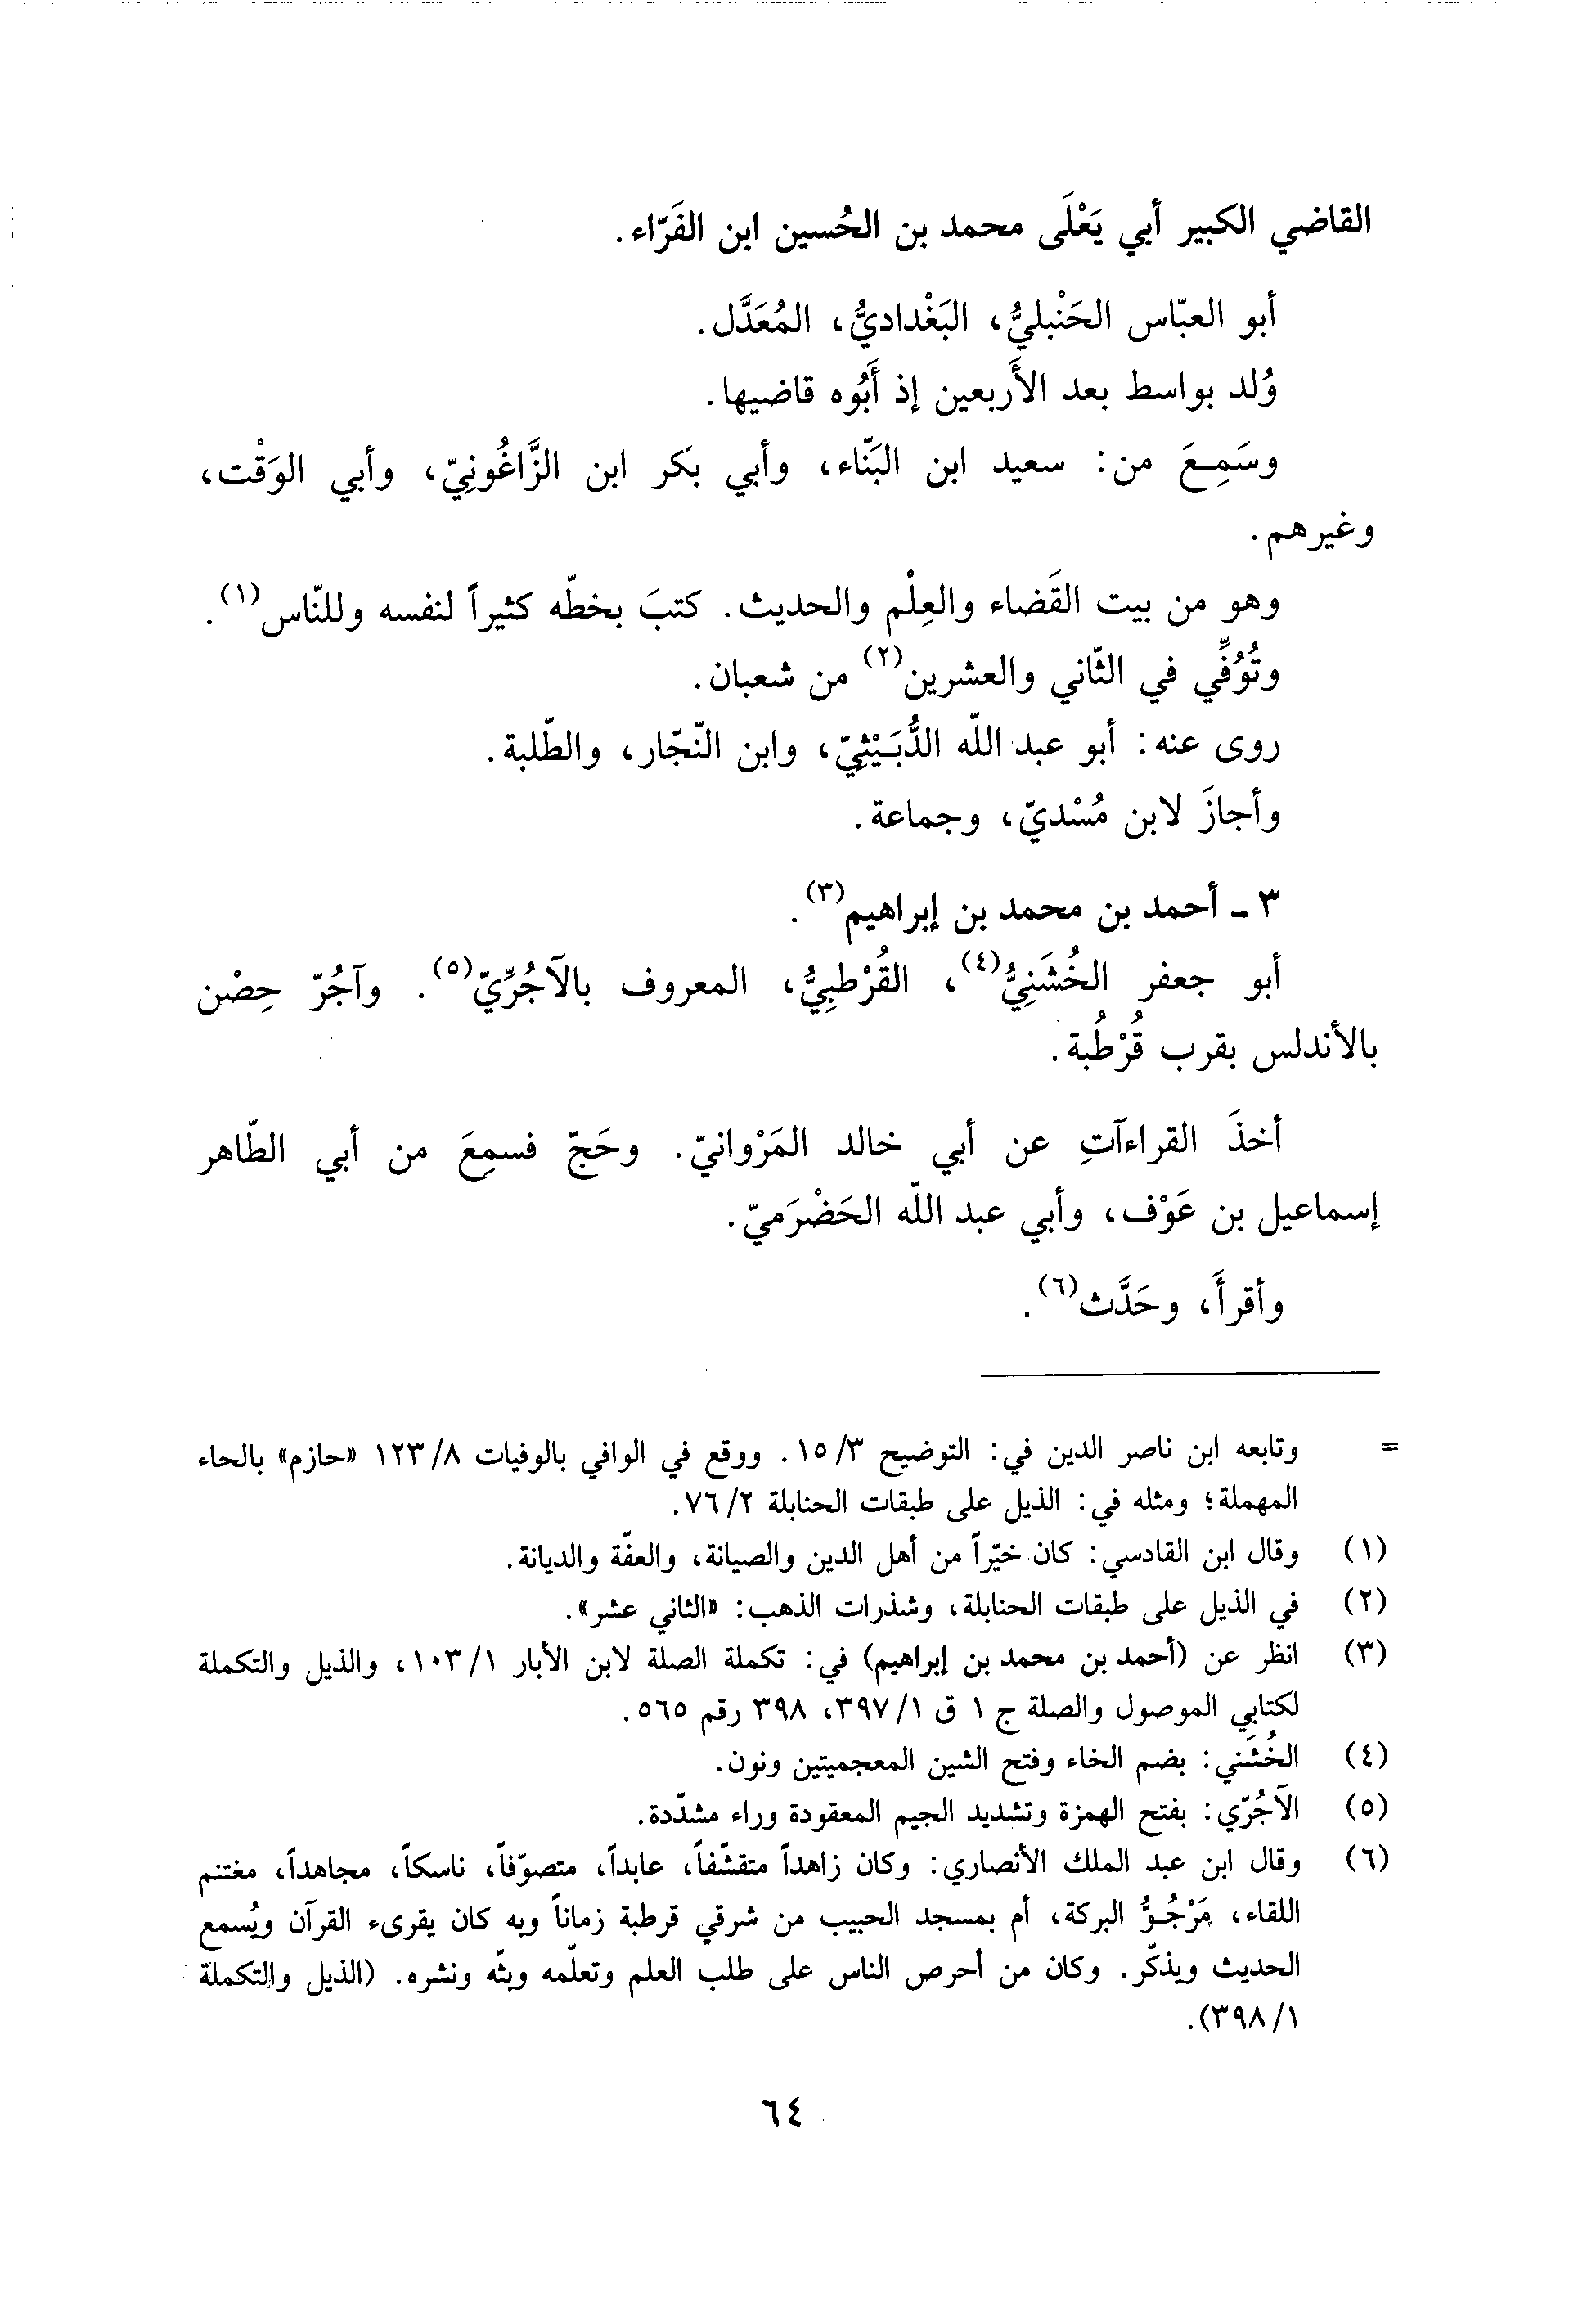 القاضي الكبير أبي يَعْلَى محمد بن الحُسين ابن الفَرّاء.
أبو العبّاس الحَنْبليُّ، البَغْداديُّ، المُعَدَّل.
وُلد بواسط بعد الأَربعين إذ أَبُوه قاضيها.
وسَمِعَ من: سعيد ابن البَنّاء، وأبي بكر ابن الزَّاغُونِيّ، وأبي الوَقْت،
وغيرهم.
وهو من بيت القَضاء والعِلْم والحديث. كتبَ بخطّه كثيراً لنفسه وللنّاس(١).
وتُوُفِّي في الثّاني والعشرين(٢) من شعبان.
روى عنه: أبو عبد اللّه الدُّبَيْثِيّ، وابن النّجّار، والطّلبة.
وأجازَ لابن مُسْديّ، وجماعة.
٣ ـ أحمد بن محمد بن إبراهيم(٣).
أبو جعفر الخُشَنِيُّ(٤)، القُرْطبِيُّ، المعروف بالآجُرِّيّ(٥). وآجُرّ حِصْن
بالأندلس بقرب قُرْطُبة.
أخذَ القراءآتِ عن أبي خالد المَرْوانيّ. وحَجّ فسمِعَ من أبي الطّاهر
إسماعيل بن عَوْف، وأبي عبد اللّه الحَضْرَميّ.
وأقرأَ، وحَدَّث(٦).
= وتابعه ابن ناصر الدين في: التوضيح ١٥/٣. ووقع في الوافي بالوفيات ١٢٣/٨ «حازم» بالحاء
المهملة؛ ومثله في: الذيل على طبقات الحنابلة ٧٦/٢.
(١) وقال ابن القادسي: كان خيّراً من أهل الدين والصيانة، والعفّة والديانة.
(٢) في الذيل على طبقات الحنابلة، وشذرات الذهب: «الثاني عشر».
(٣) انظر عن (أحمد بن محمد بن إبراهيم) في: تكملة الصلة لابن الأبار ١٠٣/١، والذيل والتكملة
لكتابي الموصول والصلة ج ١ ق ٣٩٧/١، ٣٩٨ رقم ٥٦٥.
(٤) الخُشَني: بضم الخاء وفتح الشين المعجميتين ونون.
(٥) الآجُرّي: بفتح الهمزة وتشديد الجيم المعقودة وراء مشدّدة.
(٦) وقال ابن عبد الملك الأنصاري: وكان زاهداً متقشّفاً، عابداً، متصوّفاً، ناسكاً، مجاهداً، مغتنم
اللقاء، مَرْجُوُّ البركة، أم بمسجد الحبيب من شرقي قرطبة زماناً وبه كان يقرىء القرآن ويُسمع
الحديث ويذكّر. وكان من أحرص الناس على طلب العلم وتعلّمه وبثّه ونشره. (الذيل والتكملة
٣٩٨/١).
٦٤